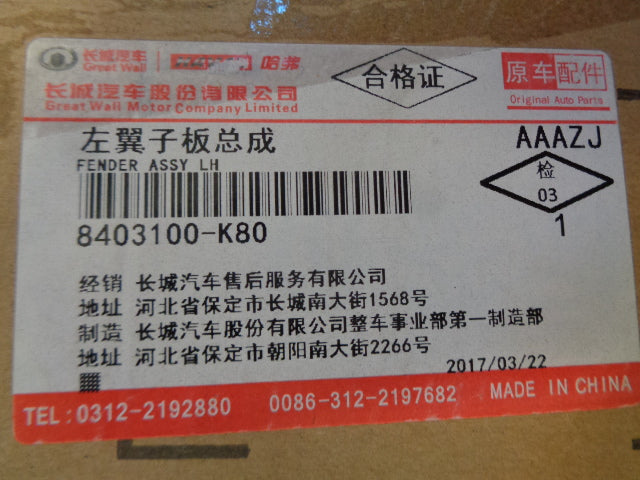 长城汽车 哈弗 合格证 原车配件
Great Wall Original Auto Parts
长城汽车股份有限公司
Great Wall Motor Company Limited
左翼子板总成 AAAZJ
FENDER ASSY LH
检
03
8403100-K80 1
经销 长城汽车售后服务有限公司
地址 河北省保定市长城南大街1568号
制造 长城汽车股份有限公司整车事业部第一制造部
地址 河北省保定市朝阳南大街2266号
2017/03/22
TEL:0312-2192880 0086-312-2197682 MADE IN CHINA